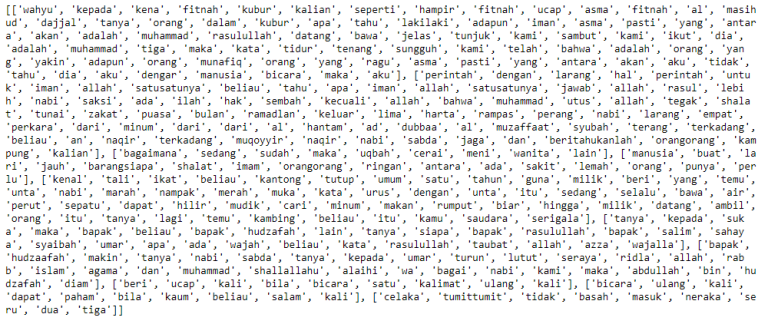 [['wahyu', 'kepada', 'kena', 'fitnah', 'kubur', 'kalian', 'seperti', 'hampir', 'fitnah', 'ucap', 'asma', 'fitnah', 'al', 'masih',
'dajjal', 'tanya', 'orang', 'dalam', 'kubur', 'apa', 'tahu', 'lakilaki', 'adapun', 'iman', 'asma', 'pasti', 'yang', 'antar
a', 'akan', 'adalah', 'muhammad', 'rasulullah', 'datang', 'bawa', 'jelas', 'tunjuk', 'kami', 'sambut', 'kami', 'ikut', 'dia',
'adalah', 'muhammad', 'tiga', 'maka', 'kata', 'tidur', 'tenang', 'sungguh', 'kami', 'telah', 'bahwa', 'adalah', 'orang', 'yan
g', 'yakin', 'adapun', 'orang', 'munafiq', 'orang', 'yang', 'ragu', 'asma', 'pasti', 'yang', 'antara', 'akan', 'aku', 'tidak',
'tahu', 'dia', 'aku', 'dengar', 'manusia', 'bicara', 'maka', 'aku'], ['perintah', 'dengan', 'larang', 'hal', 'perintah', 'untu
k', 'iman', 'allah', 'satusatunya', 'beliau', 'tahu', 'apa', 'iman', 'allah', 'satusatunya', 'jawab', 'allah', 'rasul', 'lebi
h', 'nabi', 'saksi', 'ada', 'ilah', 'hak', 'sembah', 'kecuali', 'allah', 'bahwa', 'muhammad', 'utus', 'allah', 'tegak', 'shala
t', 'tunai', 'zakat', 'puasa', 'bulan', 'ramadlan', 'keluar', 'lima', 'harta', 'rampas', 'perang', 'nabi', 'larang', 'empat',
'perkara', 'dari', 'minum', 'dari', 'dari', 'al', 'hantam', 'ad', 'dubbaa', 'al', 'muzaffaat', 'syubah', 'terang', 'terkadang',
'beliau', 'an', 'naqir', 'terkadang', 'muqoyyir', 'naqir', 'nabi', 'sabda', 'jaga', 'dan', 'beritahukanlah', 'orangorang', 'kam
pung', 'kalian'], ['bagaimana', 'sedang', 'sudah', 'maka', 'uqbah', 'cerai', 'meni', 'wanita', 'lain'], ['manusia', 'buat', 'la
ri', 'jauh', 'barangsiapa', 'shalat', 'imam', 'orangorang', 'ringan', 'antara', 'ada', 'sakit', 'lemah', 'orang', 'punya', 'per
lu'], ['kenal', 'tali', 'ikat', 'beliau', 'kantong', 'tutup', 'umum', 'satu', 'tahun', 'guna', 'milik', 'beri', 'yang', 'temu',
'unta', 'nabi', 'marah', 'nampak', 'merah', 'muka', 'kata', 'urus', 'dengan', 'unta', 'itu', 'sedang', 'selalu', 'bawa', 'air',
'perut', 'sepatu', 'dapat', 'hilir', 'mudik', 'cari', 'minum', 'makan', 'rumput', 'biar', 'hingga', 'milik', 'datang', 'ambil',
'orang', 'itu', 'tanya', 'lagi', 'temu', 'kambing', 'beliau', 'itu', 'kamu', 'saudara', 'serigala'], ['tanya', 'kepada', 'suk
a', 'maka', 'bapak', 'beliau', 'bapak', 'hudzafah', 'lain', 'tanya', 'siapa', 'bapak', 'rasulullah', 'bapak', 'salim', 'sahay
a', 'syaibah', 'umar', 'apa', 'ada', 'wajah', 'beliau', 'kata', 'rasulullah', 'taubat', 'allah', 'azza', 'wajalla'], ['bapak',
'hudzaafah', 'makin', 'tanya', 'nabi', 'sabda', 'tanya', 'kepada', 'umar', 'turun', 'lutut', 'seraya', 'ridla', 'allah', 'rab
b', 'islam', 'agama', 'dan', 'muhammad', 'shallallahu', 'alaihi', 'wa', 'bagai', 'nabi', 'kami', 'maka', 'abdullah', 'bin', 'hu
dzafah', 'diam'], ['beri', 'ucap', 'kali', 'bila', 'bicara', 'satu', 'kalimat', 'ulang', 'kali'], ['bicara', 'ulang', 'kali',
'dapat', 'paham', 'bila', 'kaum', 'beliau', 'salam', 'kali'], ['celaka', 'tumittumit', 'tidak', 'basah', 'masuk', 'neraka', 'se
ru', 'dua', 'tiga']]